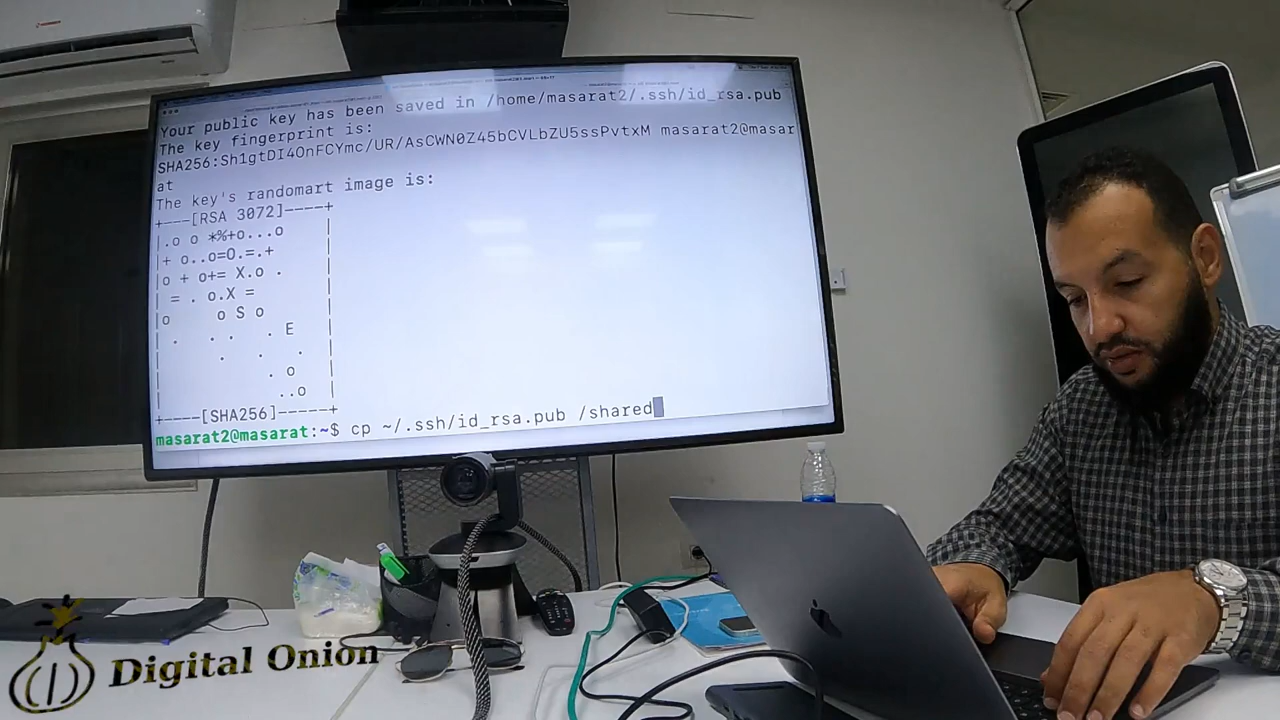 Your public key has been saved in /home/masarat2/.ssh/id_rsa.pub
The key fingerprint is:
SHA256:Sh1gtDI4OnFCYmc/UR/AsCWN0Z45bCVLbZU5ssPvtxM masarat2@masar
at
The key's randomart image is:
+---[RSA 3072]----+
|.o o *%+o...o    |
|+ o..o=O.=.+     |
|o + o+= X.o .    |
| = . o.X =       |
|o     o S o      |
| .   . .   . E   |
|      .   .   .  |
|           . o   |
|            ..o  |
+----[SHA256]-----+
masarat2@masarat:~$ cp ~/.ssh/id_rsa.pub /shared
Digital Onion